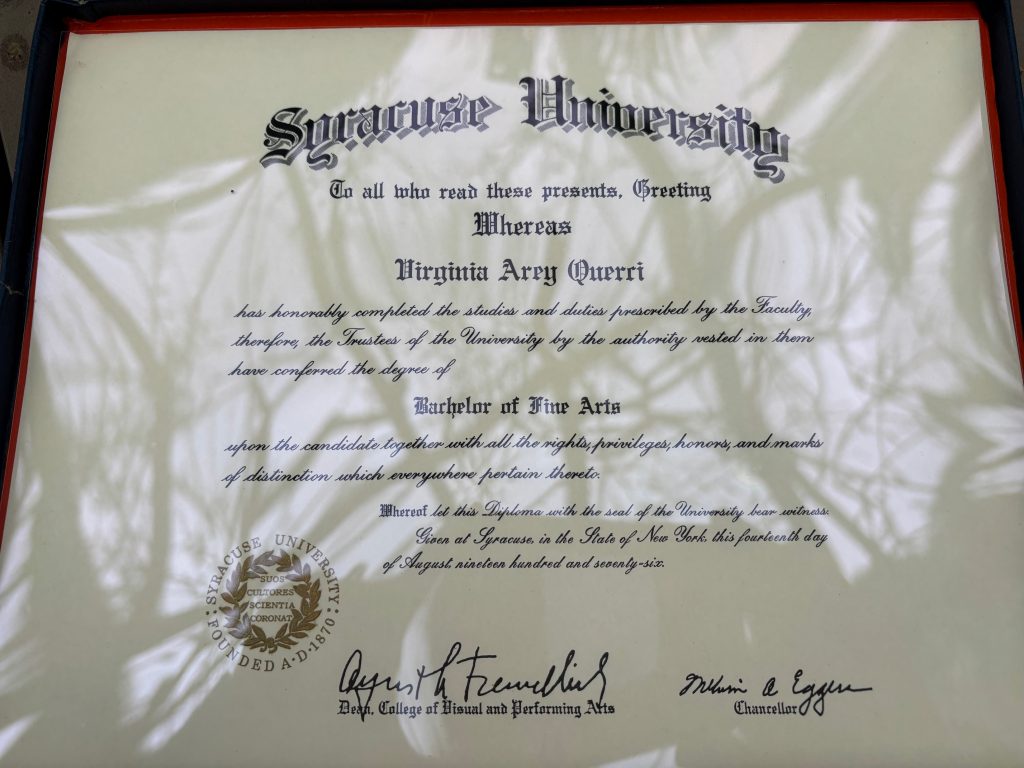 Syracuse University
To all who read these presents, Greeting
Whereas
Virginia Arey Querci
has honorably completed the studies and duties prescribed by the Faculty,
therefore, the Trustees of the University by the authority vested in them
have conferred the degree of
Bachelor of Fine Arts
upon the candidate together with all the rights, privileges, honors, and marks
of distinction which everywhere pertain thereto.
Whereof let this Diploma with the seal of the University bear witness.
Given at Syracuse, in the State of New York, this fourteenth day
of August, nineteen hundred and seventy-six.
SYRACUSE UNIVERSITY
SUOS
CULTORES
SCIENTIA
CORONAT
FOUNDED A·D·1870
Melvin A Eggers
Dean, College of Visual and Performing Arts
Chancellor